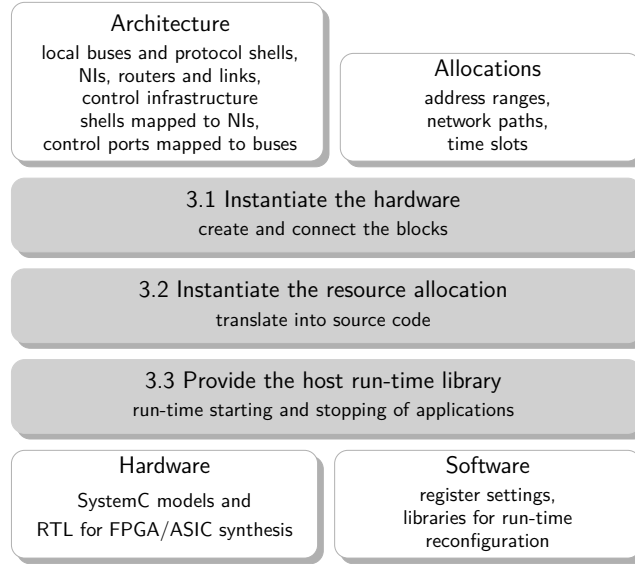 Architecture
local buses and protocol shells,
NIs, routers and links,
control infrastructure
shells mapped to NIs,
control ports mapped to buses
Allocations
address ranges,
network paths,
time slots
3.1 Instantiate the hardware
create and connect the blocks
3.2 Instantiate the resource allocation
translate into source code
3.3 Provide the host run-time library
run-time starting and stopping of applications
Hardware
SystemC models and
RTL for FPGA/ASIC synthesis
Software
register settings,
libraries for run-time
reconfiguration